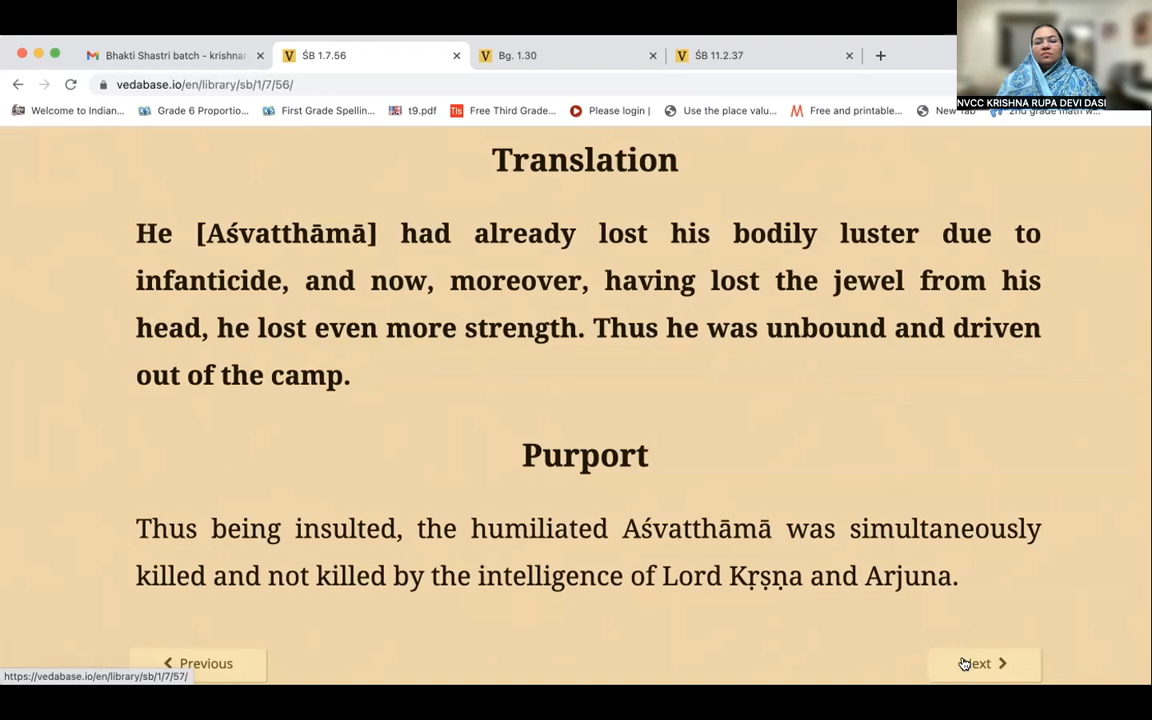 Bhakti Shastri batch - krishnar
ŚB 1.7.56
Bg. 1.30
ŚB 11.2.37
vedabase.io/en/library/sb/1/7/56/
NVCC KRISHNA RUPA DEVI DASI
Welcome to Indian...
Grade 6 Proportio...
First Grade Spellin...
t9.pdf
Free Third Grade...
Please login |
Use the place valu...
Free and printable...
New Tab
2nd grade math w...
Translation
He [Aśvatthāmā] had already lost his bodily luster due to
infanticide, and now, moreover, having lost the jewel from his
head, he lost even more strength. Thus he was unbound and driven
out of the camp.
Purport
Thus being insulted, the humiliated Aśvatthāmā was simultaneously
killed and not killed by the intelligence of Lord Kṛṣṇa and Arjuna.
Previous
https://vedabase.io/en/library/sb/1/7/57/